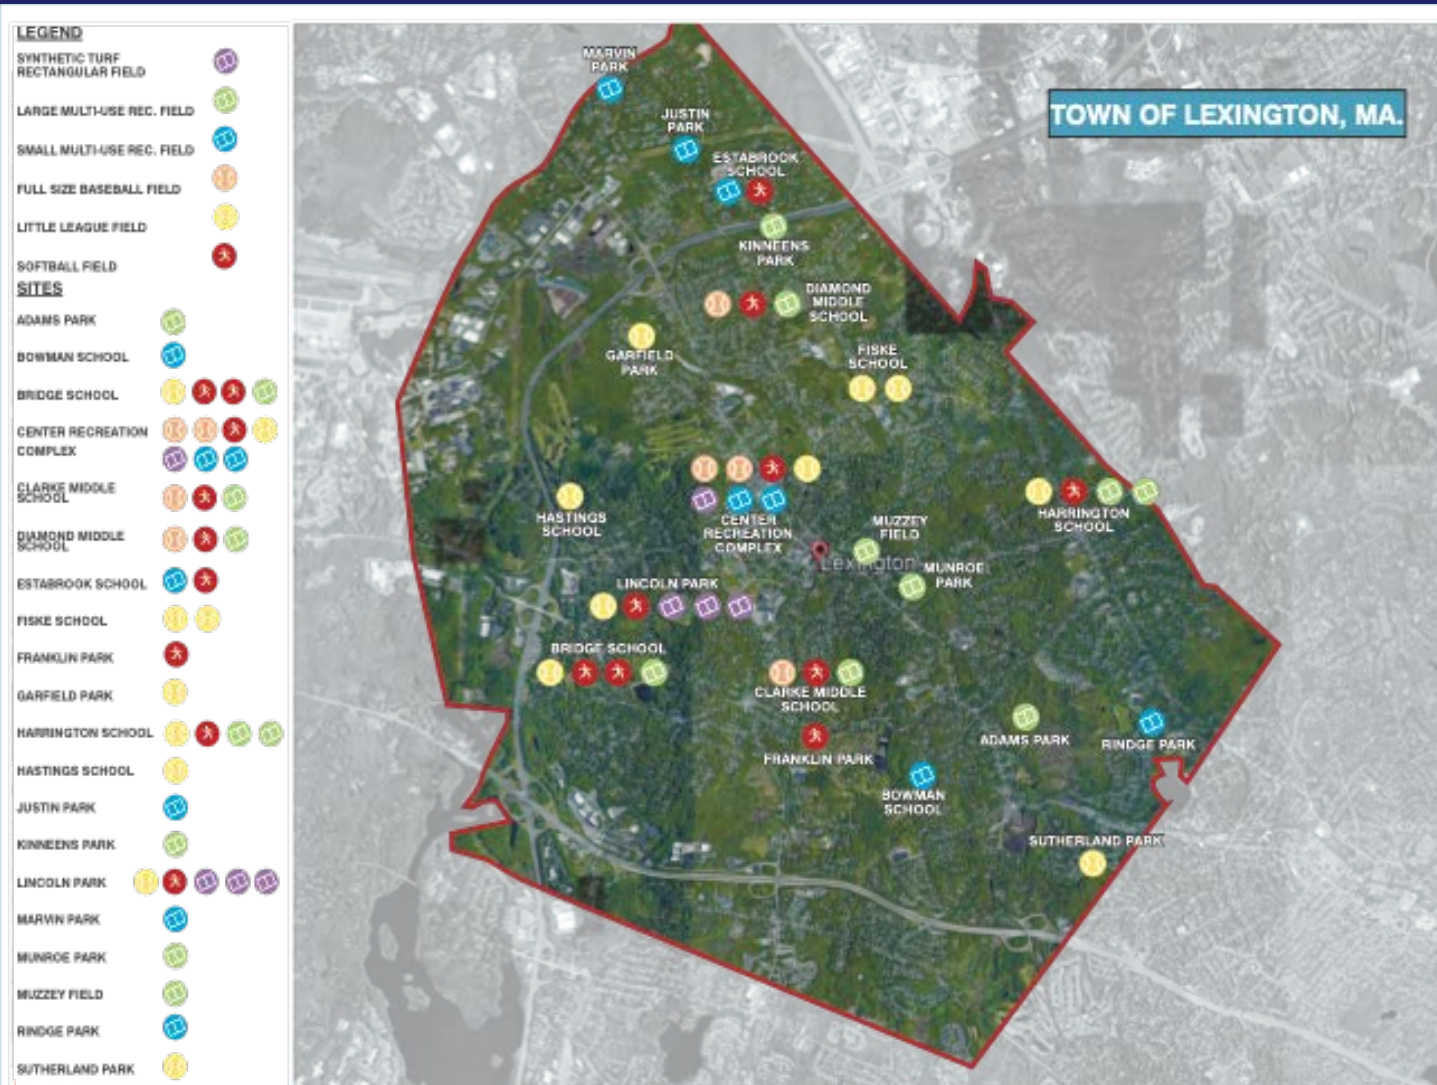 LEGEND
SYNTHETIC TURF
RECTANGULAR FIELD
LARGE MULTI-USE REC. FIELD
SMALL MULTI-USE REC. FIELD
FULL SIZE BASEBALL FIELD
LITTLE LEAGUE FIELD
SOFTBALL FIELD
SITES
ADAMS PARK
BOWMAN SCHOOL
BRIDGE SCHOOL
CENTER RECREATION
COMPLEX
CLARKE MIDDLE
SCHOOL
DIAMOND MIDDLE
SCHOOL
ESTABROOK SCHOOL
FISKE SCHOOL
FRANKLIN PARK
GARFIELD PARK
HARRINGTON SCHOOL
HASTINGS SCHOOL
JUSTIN PARK
KINNEENS PARK
LINCOLN PARK
MARVIN PARK
MUNROE PARK
MUZZEY FIELD
RINDGE PARK
SUTHERLAND PARK
TOWN OF LEXINGTON, MA.
MARVIN
PARK
JUSTIN
PARK
ESTABROOK
SCHOOL
KINNEENS
PARK
DIAMOND
MIDDLE
SCHOOL
GARFIELD
PARK
FISKE
SCHOOL
HASTINGS
SCHOOL
CENTER
RECREATION
COMPLEX
MUZZEY
FIELD
HARRINGTON
SCHOOL
Lexington
MUNROE
PARK
LINCOLN PARK
BRIDGE SCHOOL
CLARKE MIDDLE
SCHOOL
FRANKLIN PARK
ADAMS PARK
RINDGE PARK
BOWMAN
SCHOOL
SUTHERLAND PARK